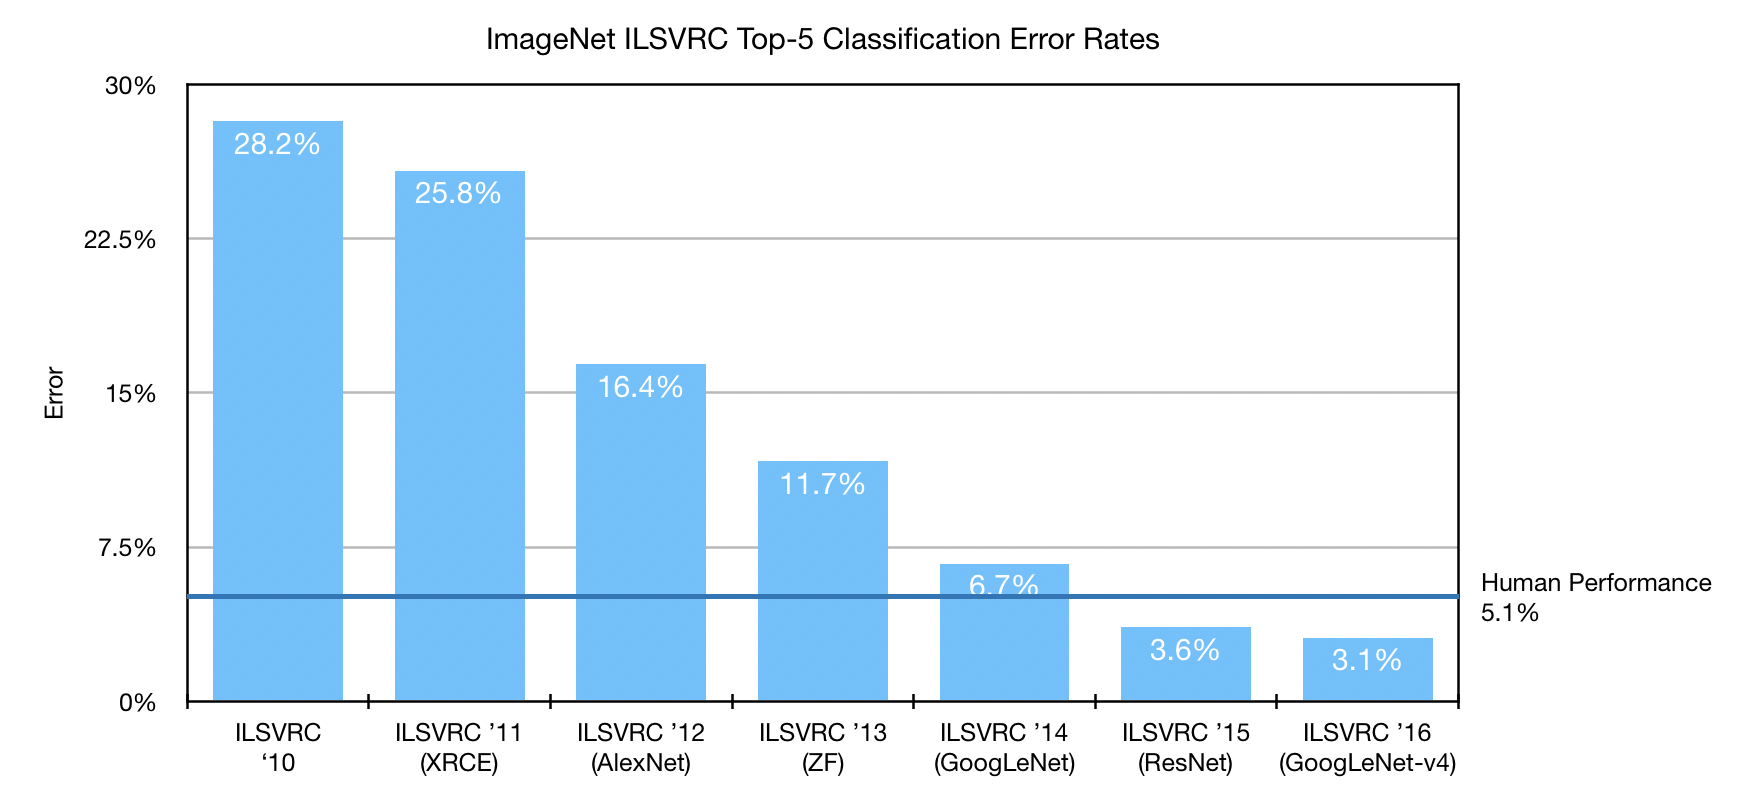 ImageNet ILSVRC Top-5 Classification Error Rates
30%
22.5%
15%
7.5%
0%
Error
28.2%
25.8%
16.4%
11.7%
6.7%
3.6%
3.1%
Human Performance
5.1%
ILSVRC
‘10
ILSVRC ’11
(XRCE)
ILSVRC ’12
(AlexNet)
ILSVRC ’13
(ZF)
ILSVRC ’14
(GoogLeNet)
ILSVRC ’15
(ResNet)
ILSVRC ’16
(GoogLeNet-v4)